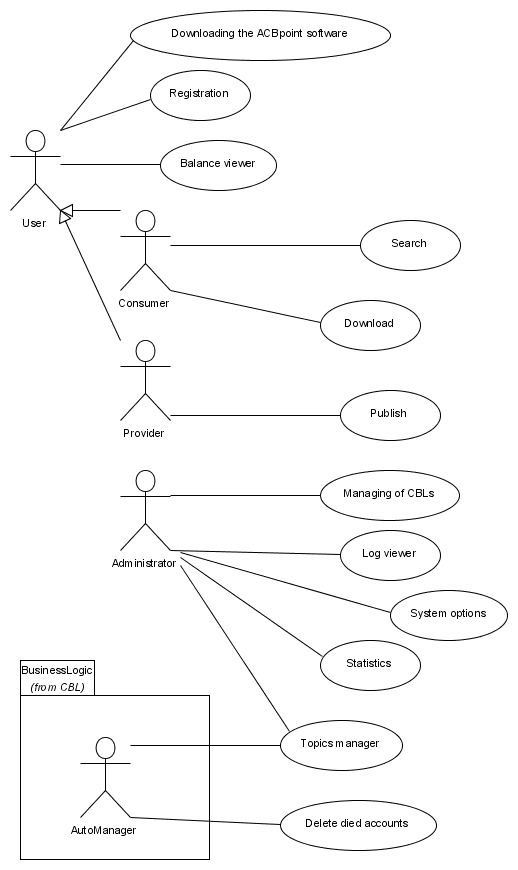 Downloading the ACBpoint software
Registration
Balance viewer
User
Search
Consumer
Download
Publish
Provider
Managing of CBLs
Log viewer
Administrator
System options
Statistics
BusinessLogic
(from CBL)
Topics manager
Delete died accounts
AutoManager